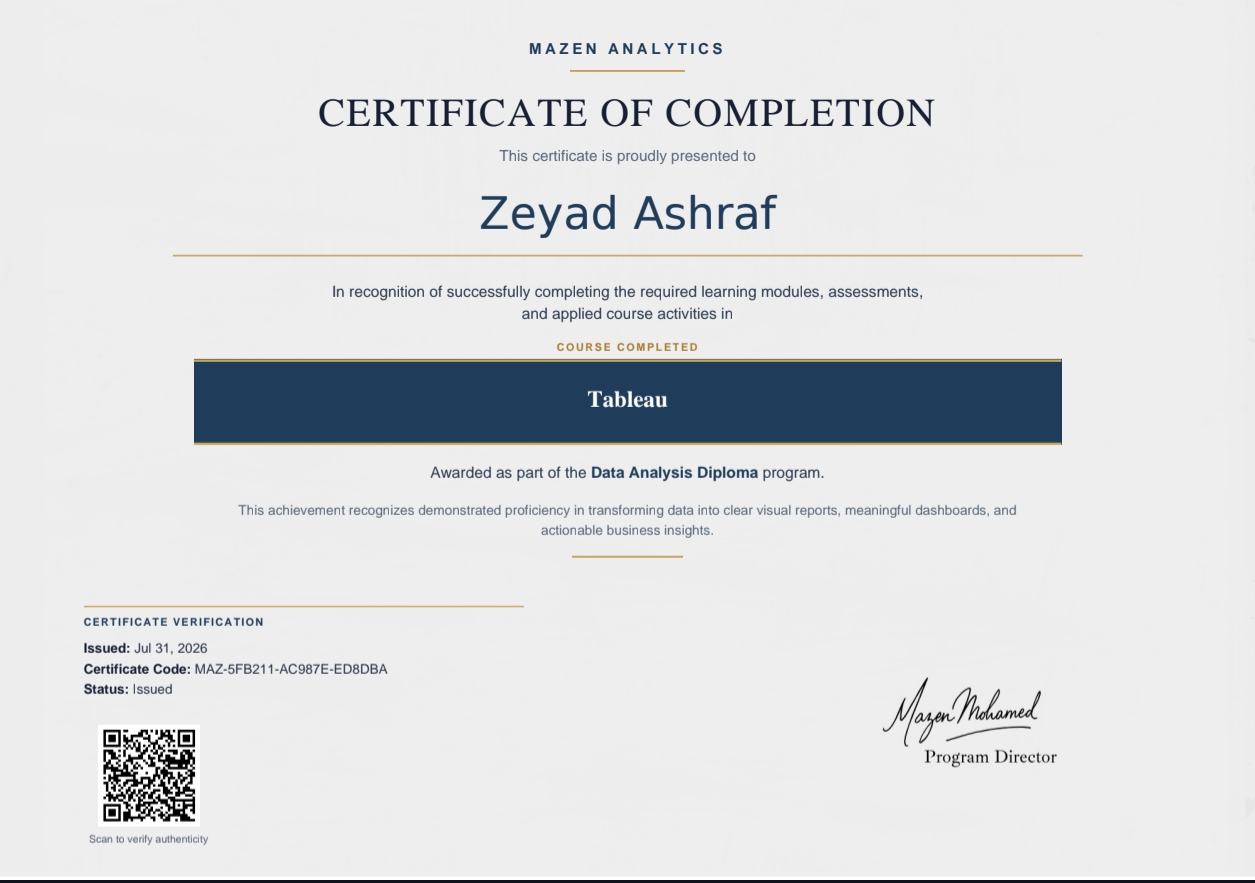 MAZEN ANALYTICS
CERTIFICATE OF COMPLETION
This certificate is proudly presented to
Zeyad Ashraf
In recognition of successfully completing the required learning modules, assessments,
and applied course activities in
COURSE COMPLETED
Tableau
Awarded as part of the Data Analysis Diploma program.
This achievement recognizes demonstrated proficiency in transforming data into clear visual reports, meaningful dashboards, and
actionable business insights.
CERTIFICATE VERIFICATION
Issued: Jul 31, 2026
Certificate Code: MAZ-5FB211-AC987E-ED8DBA
Status: Issued
Mazen Mohamed
Program Director
Scan to verify authenticity